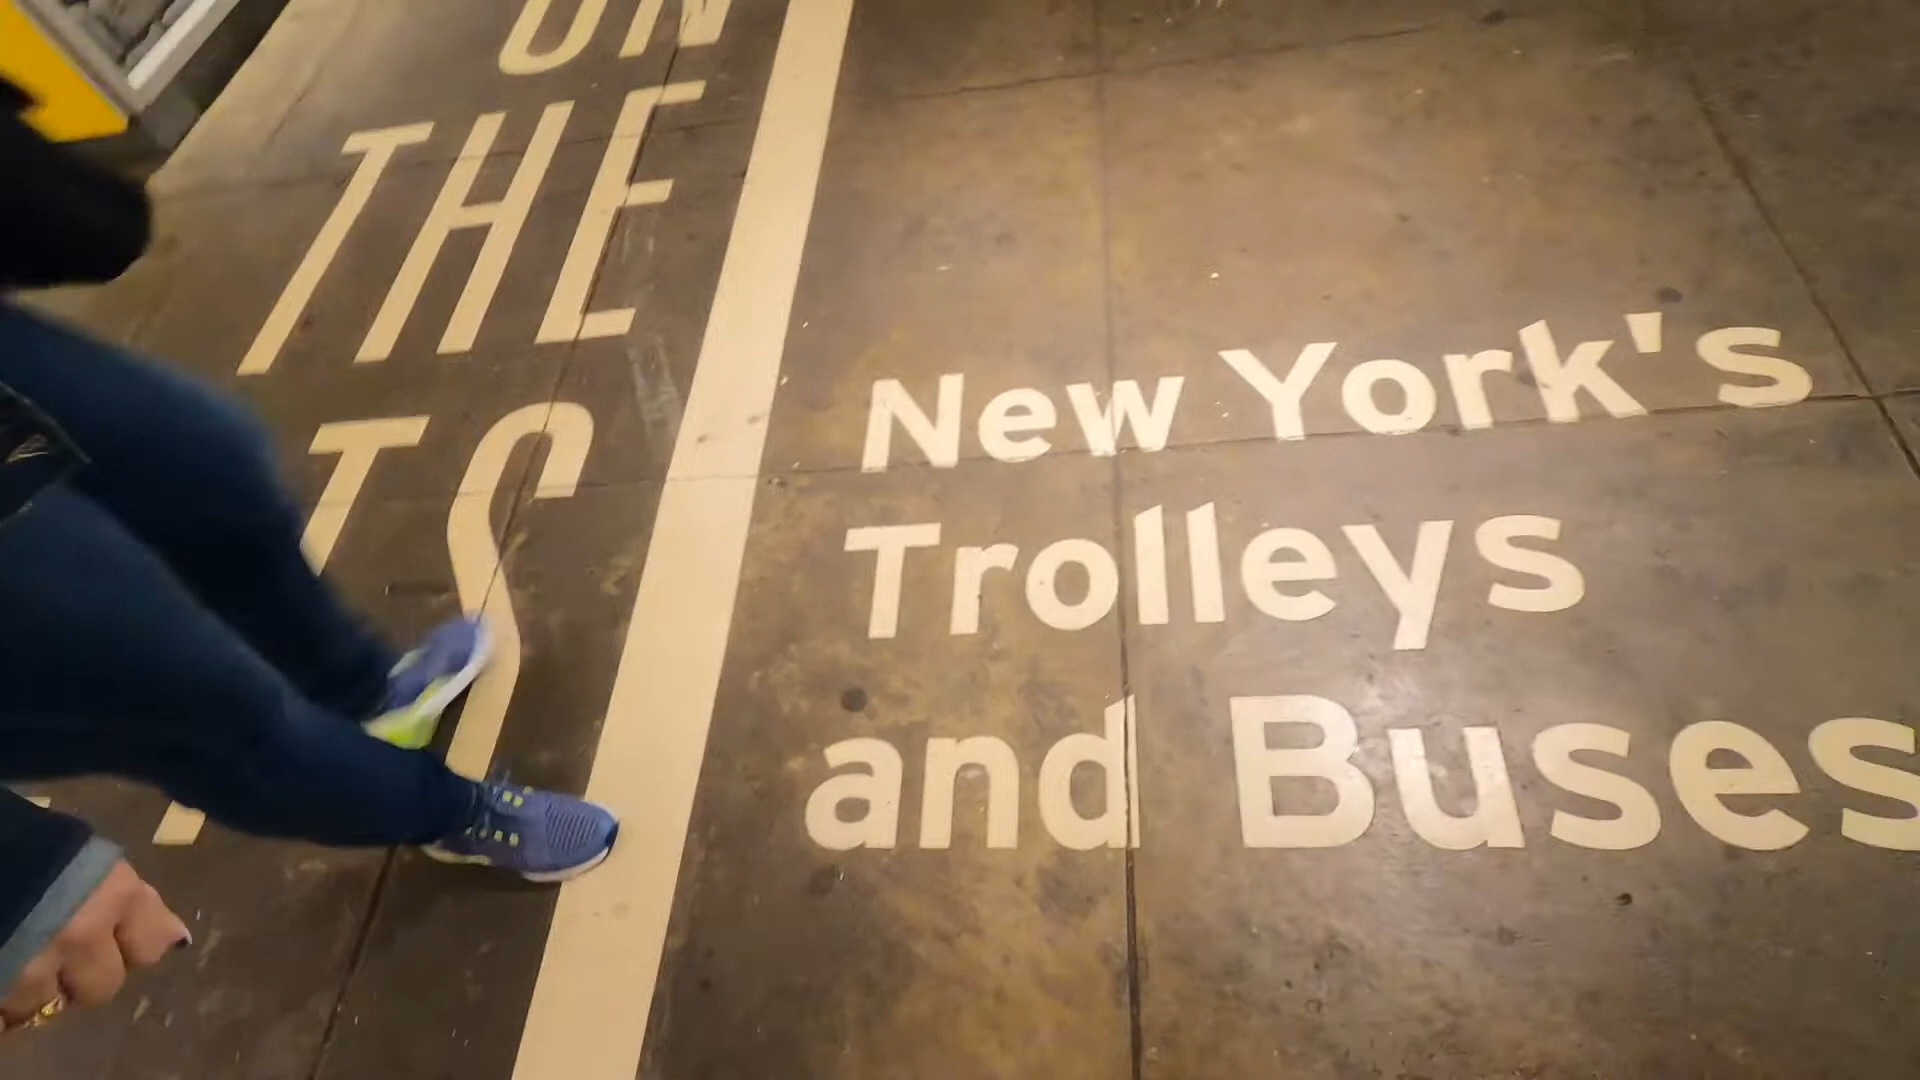 ON
THE
New York's
Trolleys
and Buses